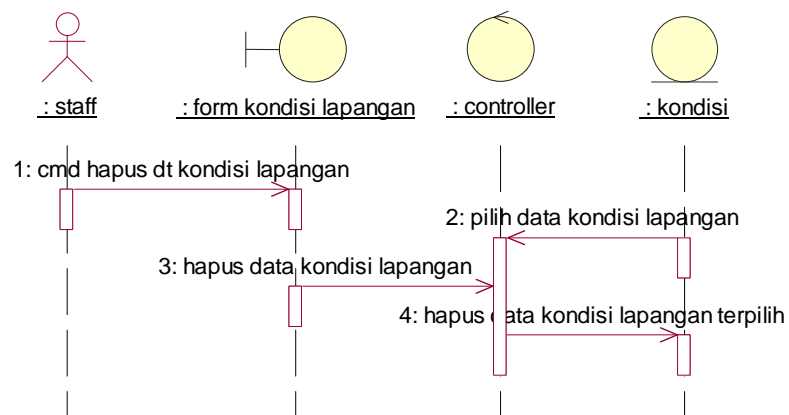 : staff
: form kondisi lapangan
: controller
: kondisi
1: cmd hapus dt kondisi lapangan
2: pilih data kondisi lapangan
3: hapus data kondisi lapangan
4: hapus data kondisi lapangan terpilih